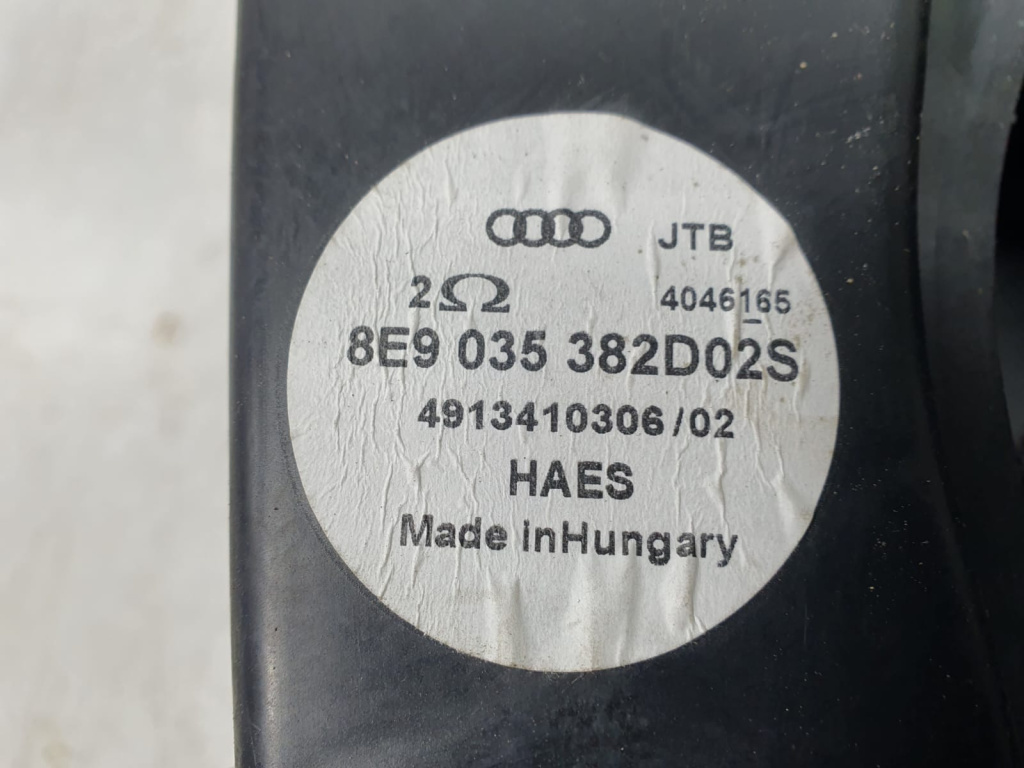 JTB
2Ω 4046165
8E9 035 382D02S
4913410306/02
HAES
Made inHungary